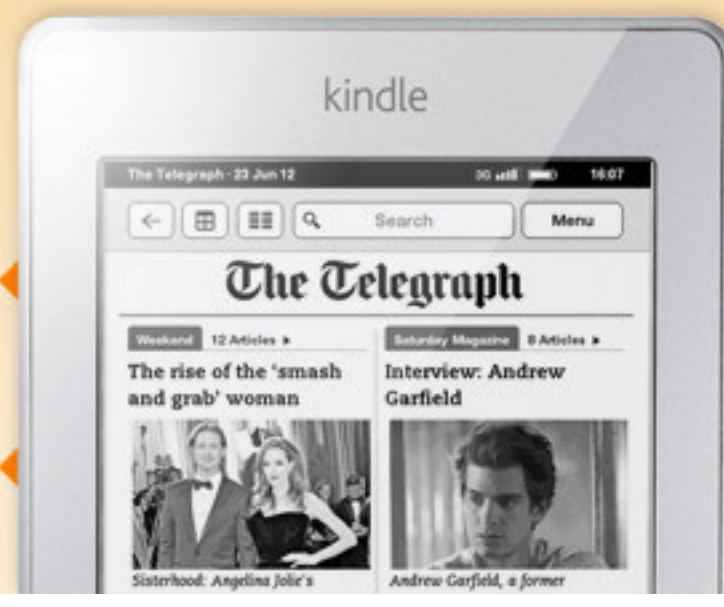 kindle
The Telegraph · 23 Jun 12 3G 16:07
Search Menu
The Telegraph
Weekend 12 Articles
The rise of the ‘smash
and grab’ woman
Sisterhood: Angelina Jolie's
Saturday Magazine 8 Articles
Interview: Andrew
Garfield
Andrew Garfield, a former